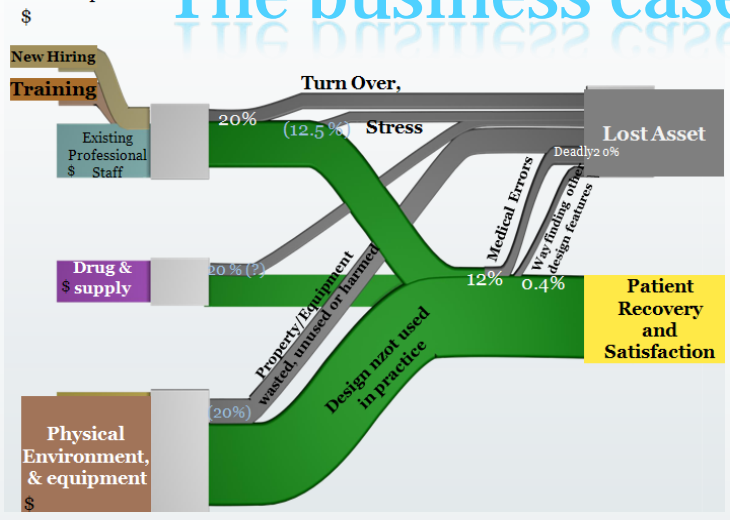 The business case
$
New Hiring
Training
Existing
Professional
$ Staff
20%
Turn Over,
(12.5%)
Stress
Lost Asset
Deadly2 0%
Medical Errors
Way finding other
design features
12%
0.4%
Drug &
$ supply
20 % (?)
Property/Equipment
wasted, unused or harmed
Patient
Recovery
and
Satisfaction
Design nzot used
in practice
(20%)
Physical
Environment,
& equipment
$